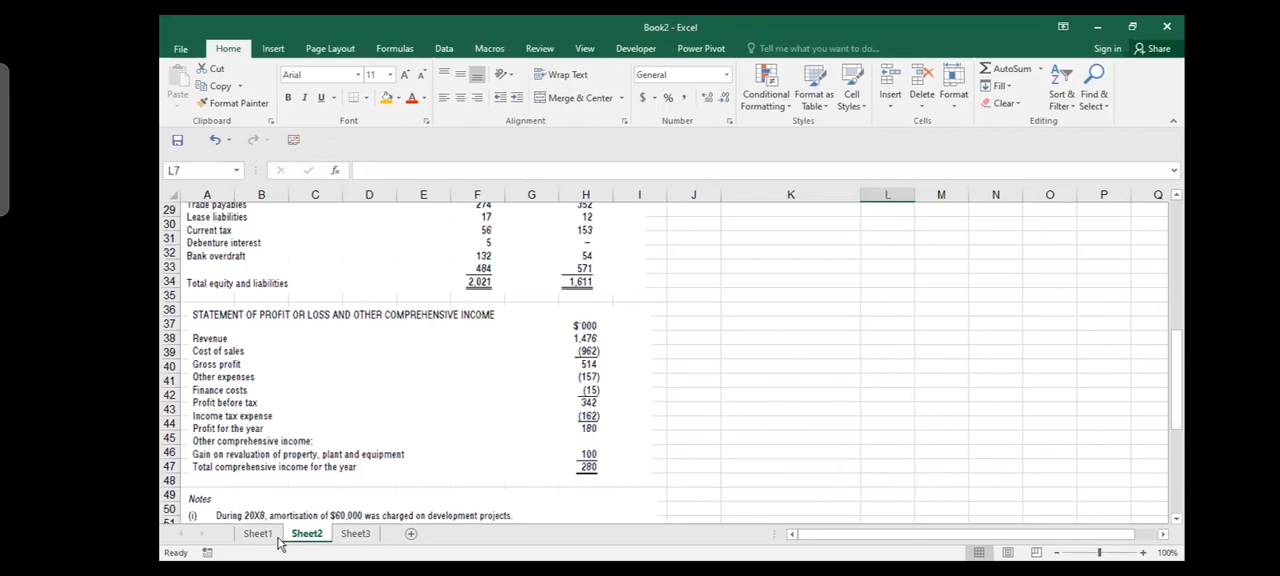 Book2 - Excel
File Home Insert Page Layout Formulas Data Macros Review View Developer Power Pivot Tell me what you want to do... Sign in Share
Paste Cut Copy Format Painter Clipboard
Arial 11 A A B I U A Font
Wrap Text Merge & Center Alignment
General $ % , Number
Conditional Formatting Format as Table Cell Styles Styles
Insert Delete Format Cells
AutoSum Fill Clear Sort & Filter Find & Select Editing
L7 fx
A B C D E F G H I J K L M N O P Q
29 Trade payables 274 352
30 Lease liabilities 17 12
31 Current tax 56 153
32 Debenture interest 5 –
33 Bank overdraft 132 54
484 571
34 Total equity and liabilities 2,021 1,611
35
36 STATEMENT OF PROFIT OR LOSS AND OTHER COMPREHENSIVE INCOME
37 $'000
38 Revenue 1,476
39 Cost of sales (962)
40 Gross profit 514
41 Other expenses (157)
42 Finance costs (15)
43 Profit before tax 342
44 Income tax expense (162)
Profit for the year 180
45 Other comprehensive income:
46 Gain on revaluation of property, plant and equipment 100
47 Total comprehensive income for the year 280
48
49 Notes
50 (i) During 20X8, amortisation of $60,000 was charged on development projects.
51
Sheet1 Sheet2 Sheet3
Ready 100%